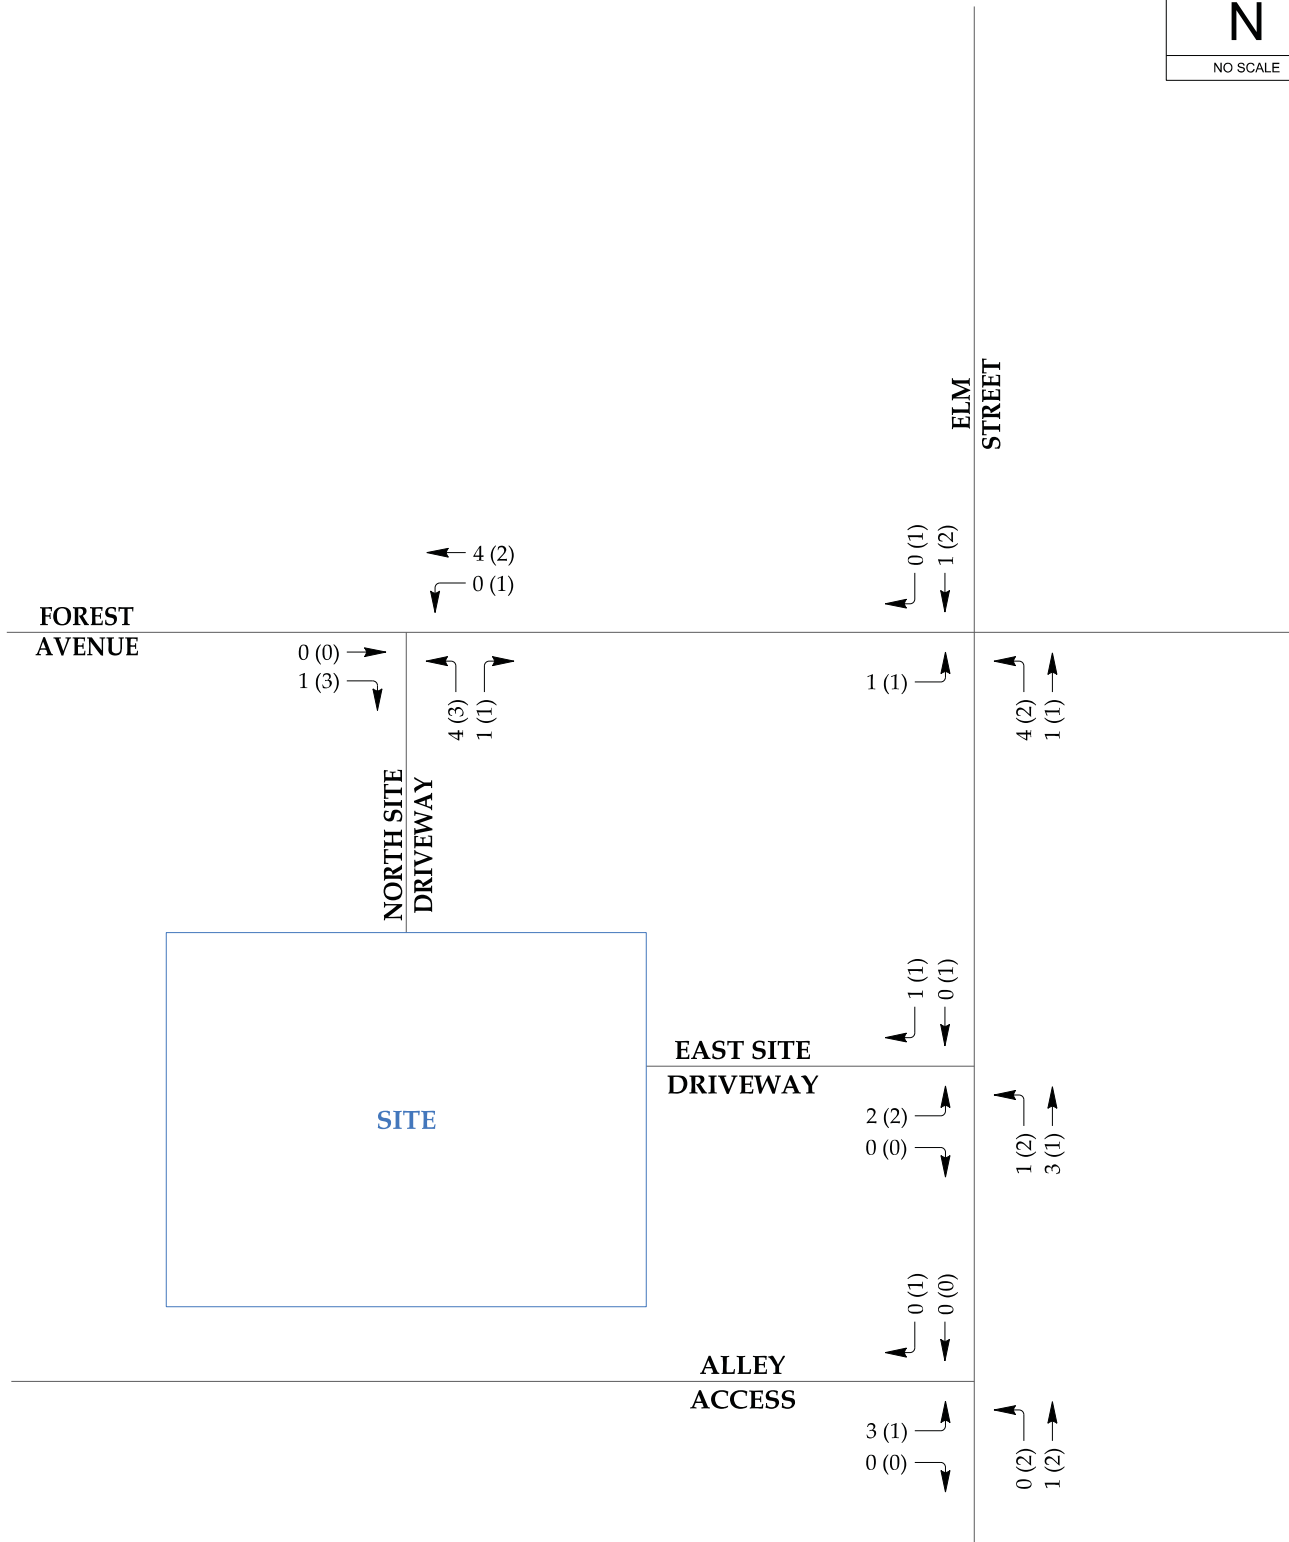 N
NO SCALE
ELM
STREET
0 (1)
1 (2)
4 (2)
0 (1)
FOREST
AVENUE
0 (0)
1 (3)
4 (3)
1 (1)
1 (1)
4 (2)
1 (1)
NORTH SITE
DRIVEWAY
1 (1)
0 (1)
EAST SITE
DRIVEWAY
SITE
2 (2)
0 (0)
1 (2)
3 (1)
0 (1)
0 (0)
ALLEY
ACCESS
3 (1)
0 (0)
0 (2)
1 (2)